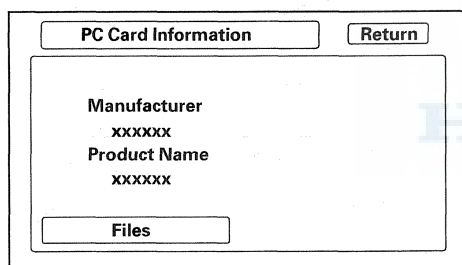 PC Card Information
Return
Manufacturer
xxxxxx
Product Name
xxxxxx
Files